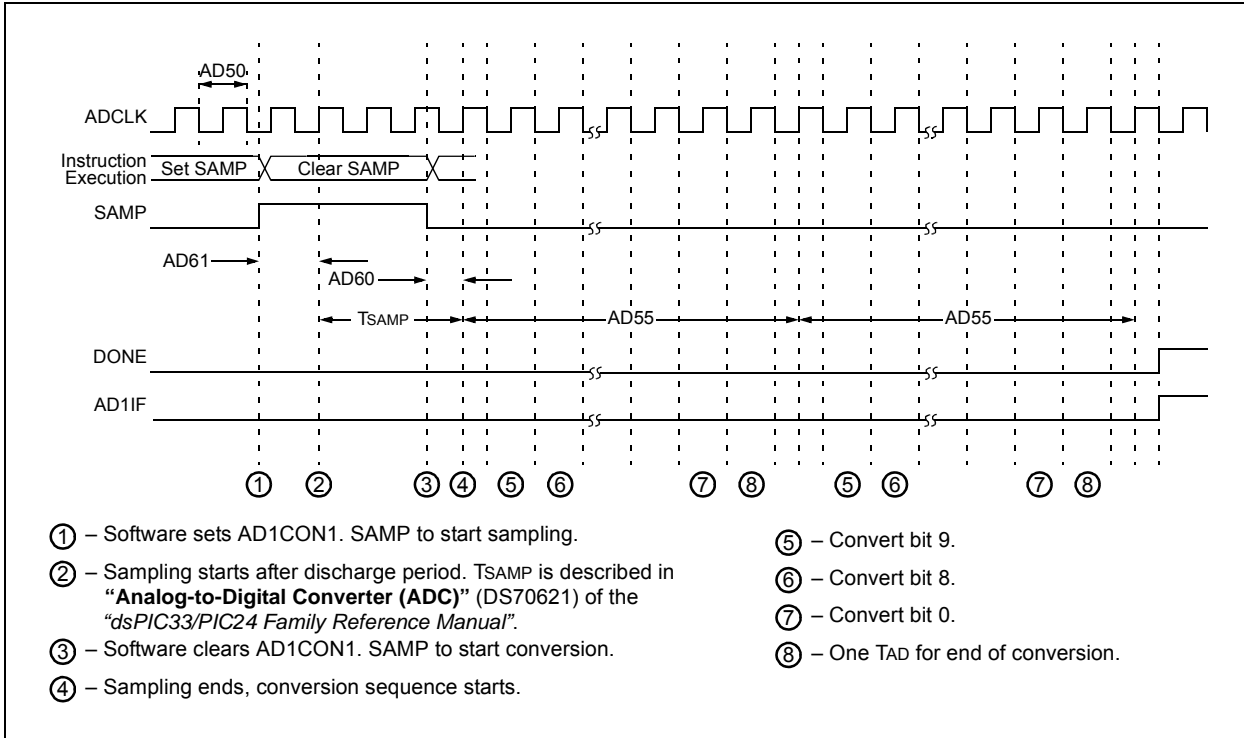 AD50
ADCLK
Instruction
Execution
Set SAMP
Clear SAMP
SAMP
AD61
AD60
TSAMP
AD55
AD55
DONE
AD1IF
1 2 3 4 5 6 7 8 5 6 7 8
1 – Software sets AD1CON1. SAMP to start sampling.
2 – Sampling starts after discharge period. TSAMP is described in
“Analog-to-Digital Converter (ADC)” (DS70621) of the
“dsPIC33/PIC24 Family Reference Manual”.
3 – Software clears AD1CON1. SAMP to start conversion.
4 – Sampling ends, conversion sequence starts.
5 – Convert bit 9.
6 – Convert bit 8.
7 – Convert bit 0.
8 – One TAD for end of conversion.